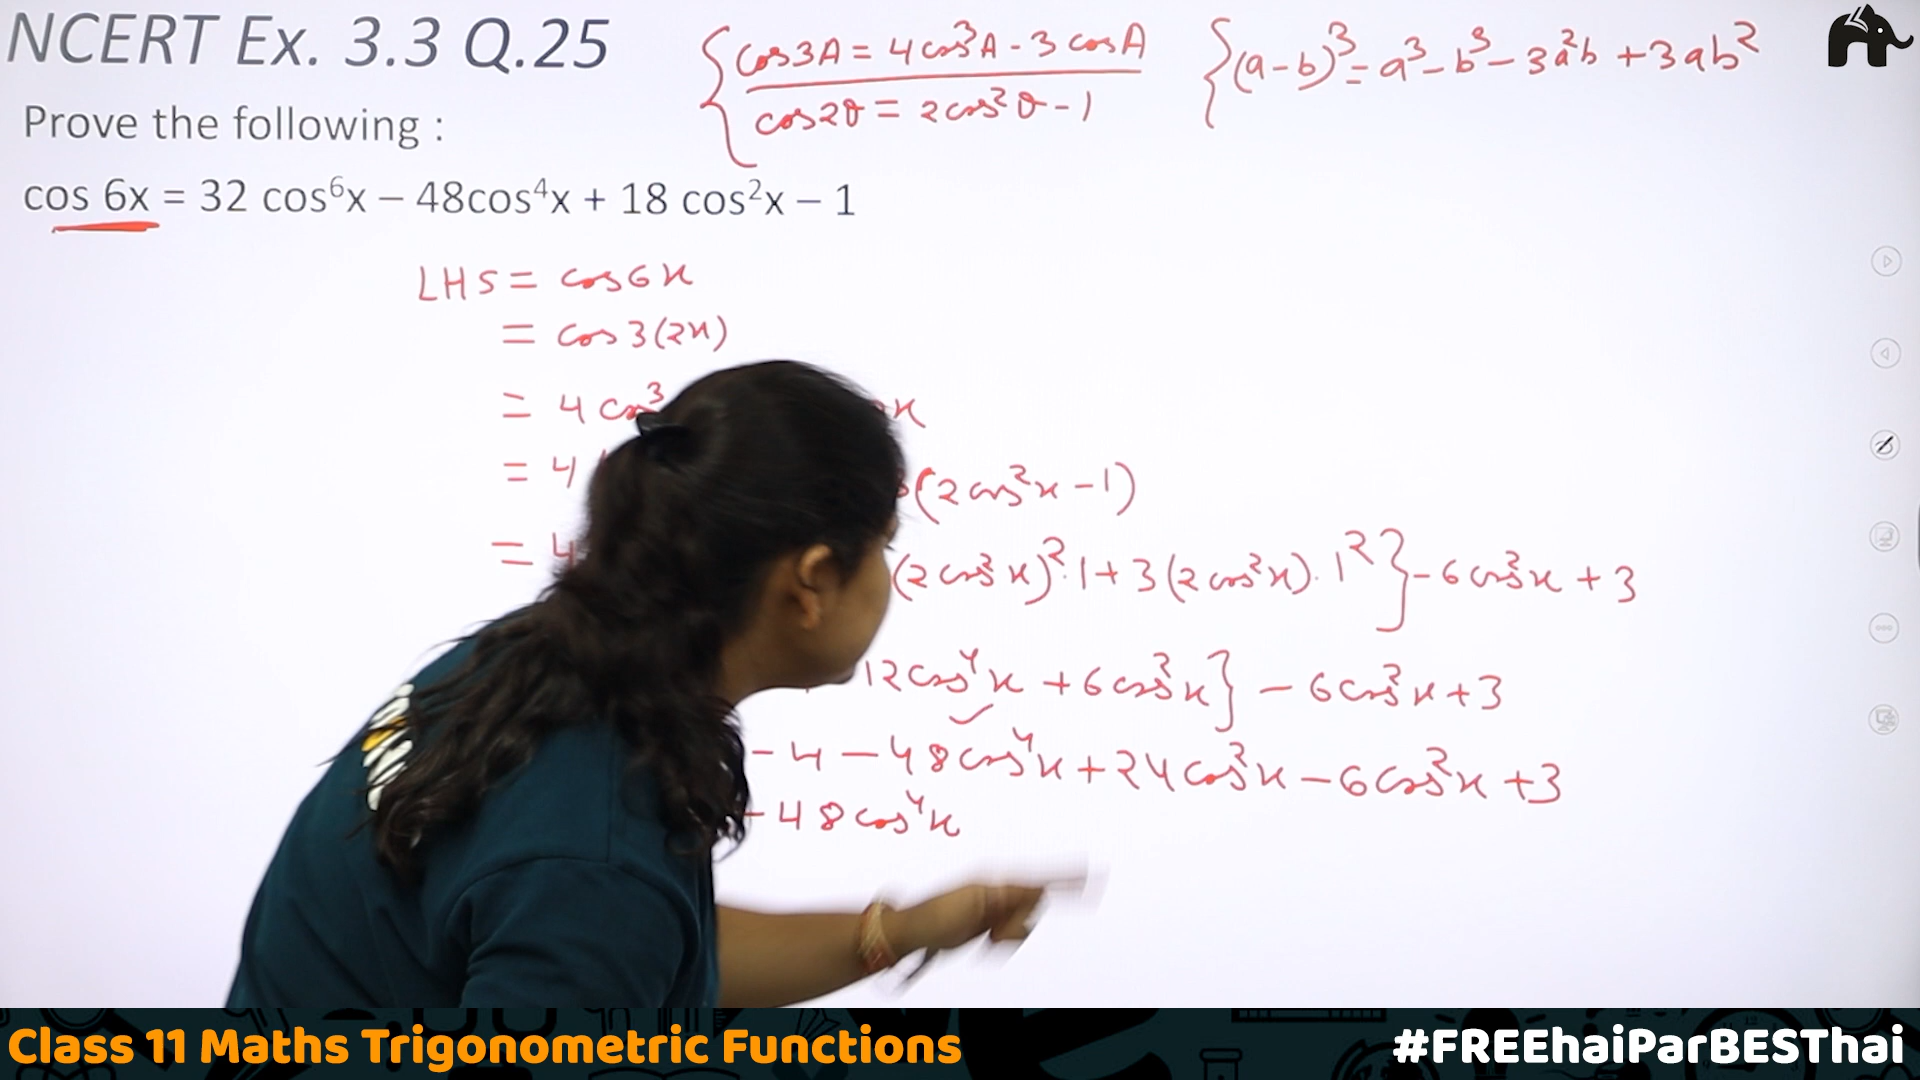 NCERT Ex. 3.3 Q.25
cos3A = 4cos³A - 3cosA
cos2θ = 2cos²θ - 1
(a-b)³ = a³ - b³ - 3a²b + 3ab²
Prove the following :
cos 6x = 32 cos⁶x – 48cos⁴x + 18 cos²x – 1
LHS = cos6x
= cos3(2x)
= 4cos³ x
= 4 (2cos²x - 1)
= 4 (2cos²x)².1 + 3(2cos²x).1²} - 6cos²x + 3
12cos⁴x + 6cos²x} - 6cos²x + 3
- 4 - 48cos⁴x + 24cos²x - 6cos²x + 3
- 48cos⁴x
Class 11 Maths Trigonometric Functions
#FREEhaiParBESThai